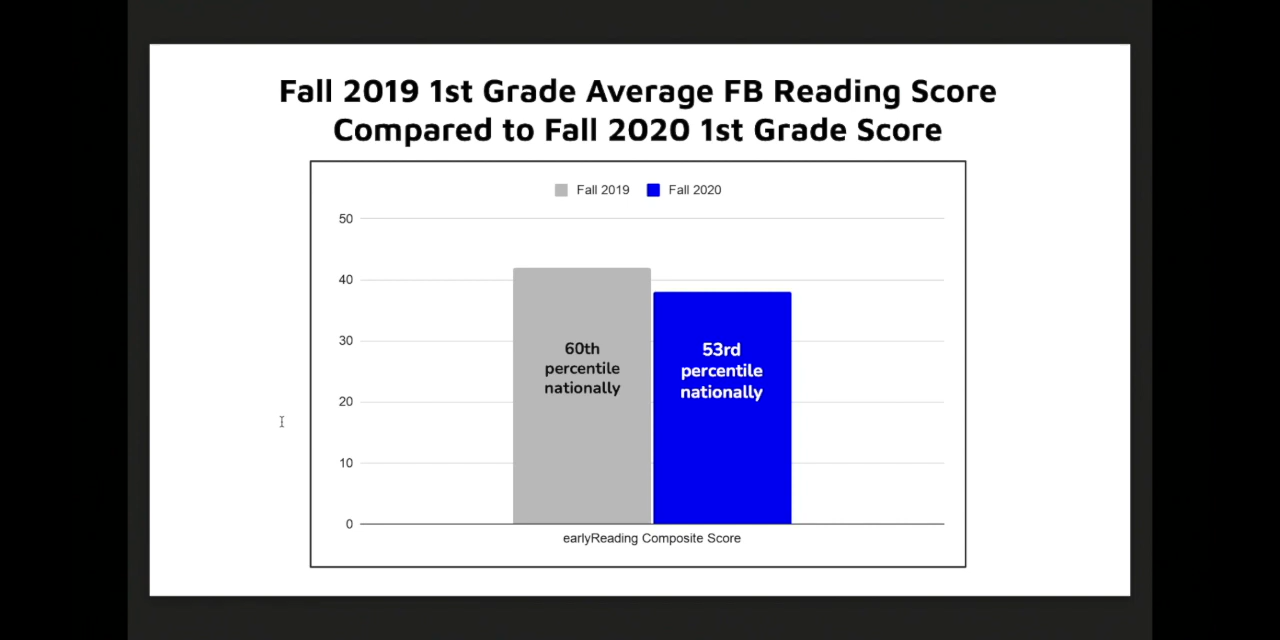 Fall 2019 1st Grade Average FB Reading Score
Compared to Fall 2020 1st Grade Score
Fall 2019
Fall 2020
50
40
30
20
10
0
60th
percentile
nationally
53rd
percentile
nationally
earlyReading Composite Score